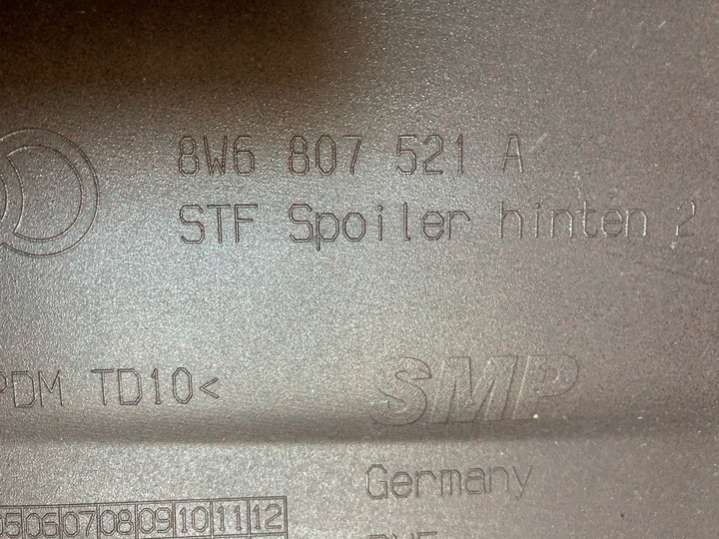 8W6 807 521 A
STF Spoiler hinten 2
PDM TD10<
SMP
Germany
05 06 07 08 09 10 11 12